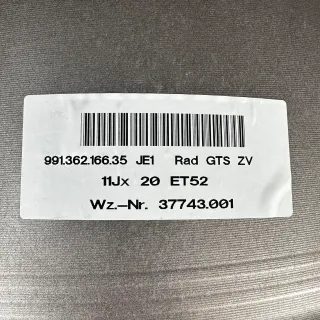 991.362.166.35 JE1 Rad GTS ZV
11Jx 20 ET52
Wz.-Nr. 37743.001